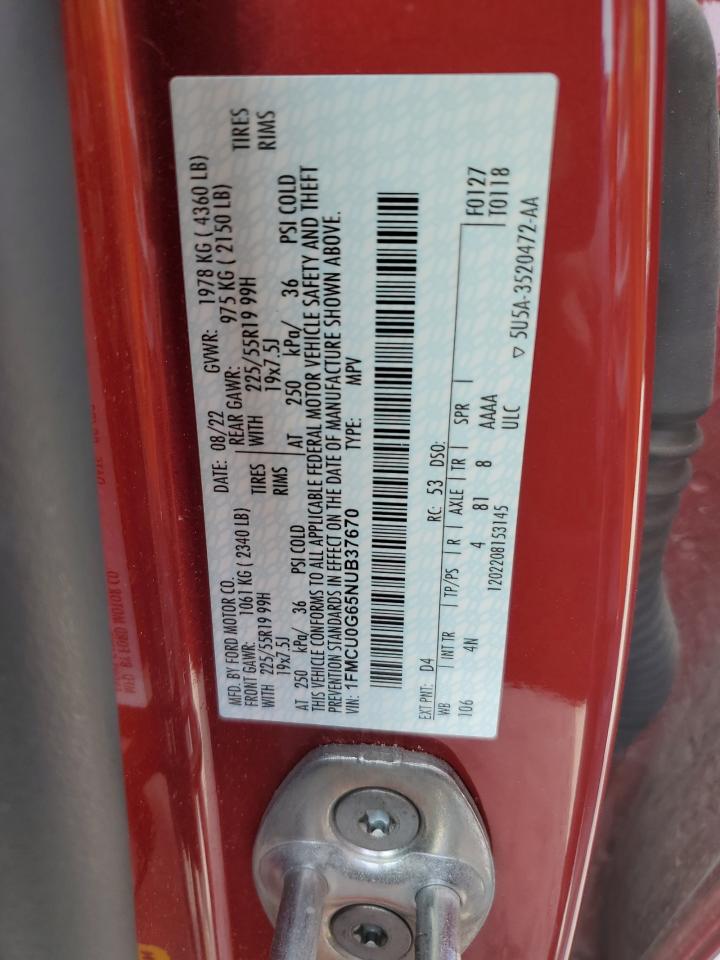 MFD. BY FORD MOTOR CO. DATE: 08/22 GVWR: 1978 KG ( 4360 LB)
FRONT GAWR: 1061 KG ( 2340 LB) REAR GAWR: 975 KG ( 2150 LB)
WITH 225/55R19 99H TIRES WITH 225/55R19 99H TIRES
19x7.5J RIMS 19x7.5J RIMS
AT 250 kPa/ 36 PSI COLD AT 250 kPa/ 36 PSI COLD
THIS VEHICLE CONFORMS TO ALL APPLICABLE FEDERAL MOTOR VEHICLE SAFETY AND THEFT
PREVENTION STANDARDS IN EFFECT ON THE DATE OF MANUFACTURE SHOWN ABOVE.
VIN: 1FMCU0G65NUB37670 TYPE: MPV
EXT PNT: D4 RC: 53 DSO: F0127
WB INT TR TP/PS R AXLE TR SPR T0118
106 4N 4 81 8 AAAA
1202208153145 ULC ▽ 5U5A-3520472-AA